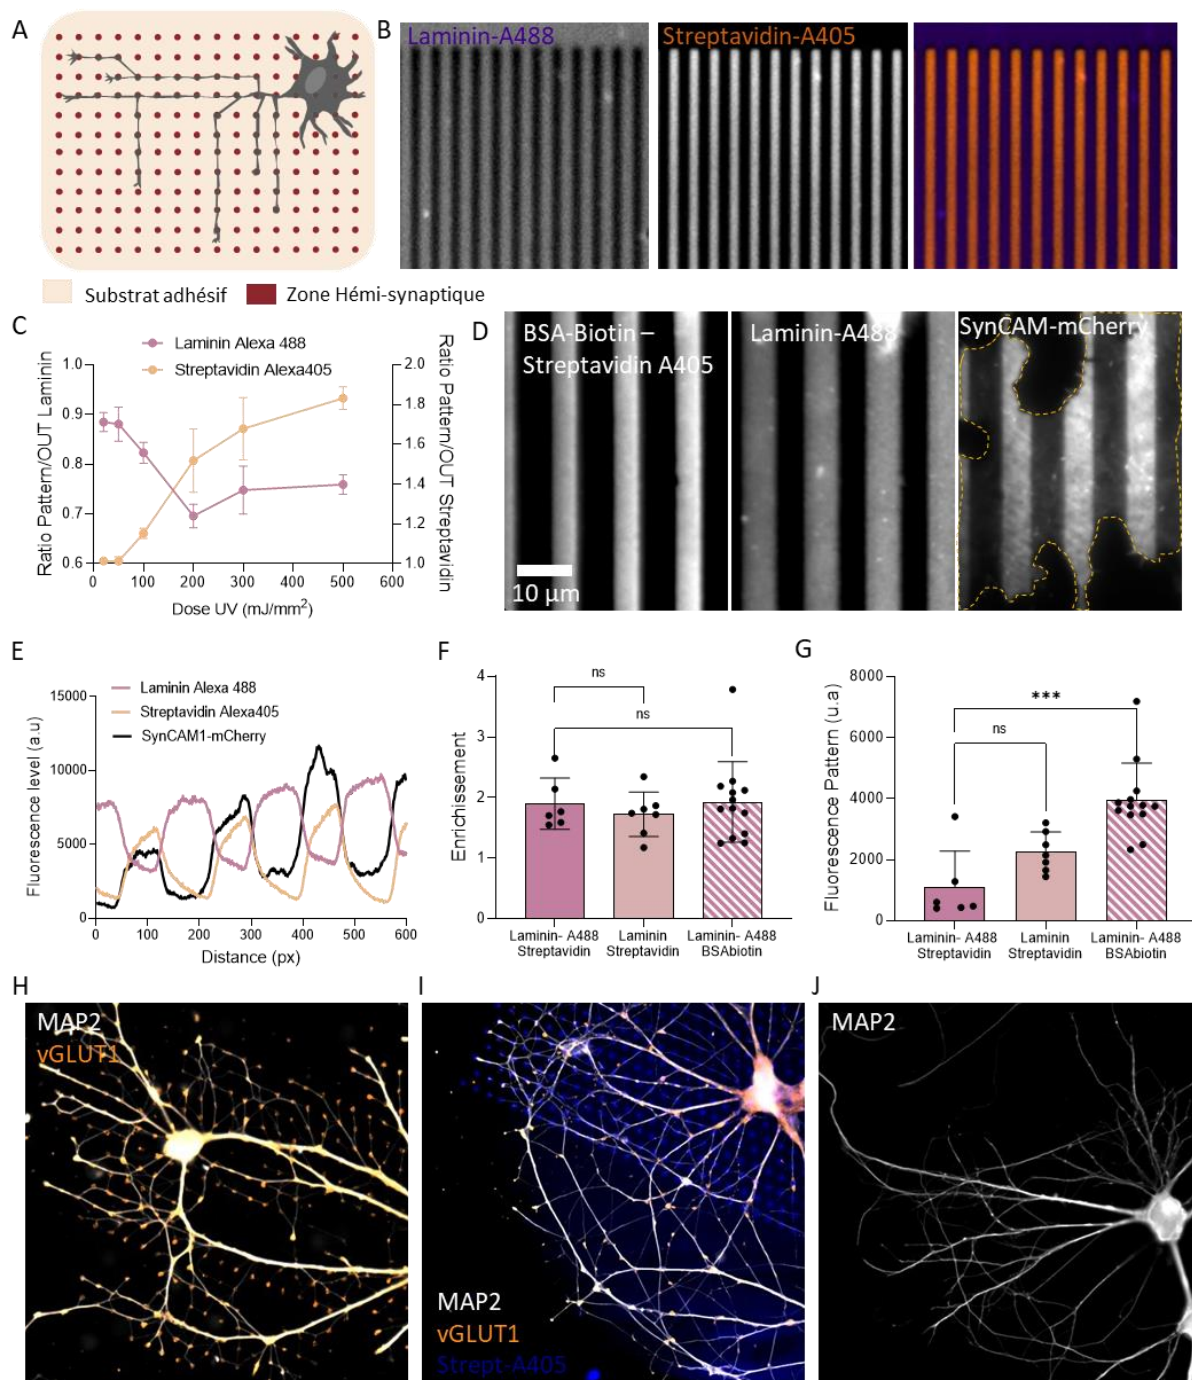 A
Substrat adhésif
Zone Hémi-synaptique
B
Laminin-A488
Streptavidin-A405
C
Laminin Alexa 488
Streptavidin Alexa405
Ratio Pattern/OUT Laminin
1.0
0.9
0.8
0.7
0.6
Ratio Pattern/OUT Streptavidin
2.0
1.8
1.6
1.4
1.2
1.0
0 100 200 300 400 500 600
Dose UV (mJ/mm²)
D
BSA-Biotin –
Streptavidin A405
10 µm
Laminin-A488
SynCAM-mCherry
E
Laminin Alexa 488
Streptavidin Alexa405
SynCAM1-mCherry
Fluorescence level (a.u)
15000
10000
5000
0
0 100 200 300 400 500 600
Distance (px)
F
Enrichissement
4
3
2
1
0
ns
ns
Laminin- A488
Streptavidin
Laminin
Streptavidin
Laminin- A488
BSAbiotin
G
Fluorescence Pattern (u.a)
8000
6000
4000
2000
0
***
ns
Laminin- A488
Streptavidin
Laminin
Streptavidin
Laminin- A488
BSAbiotin
H
MAP2
vGLUT1
I
MAP2
vGLUT1
Strept-A405
J
MAP2